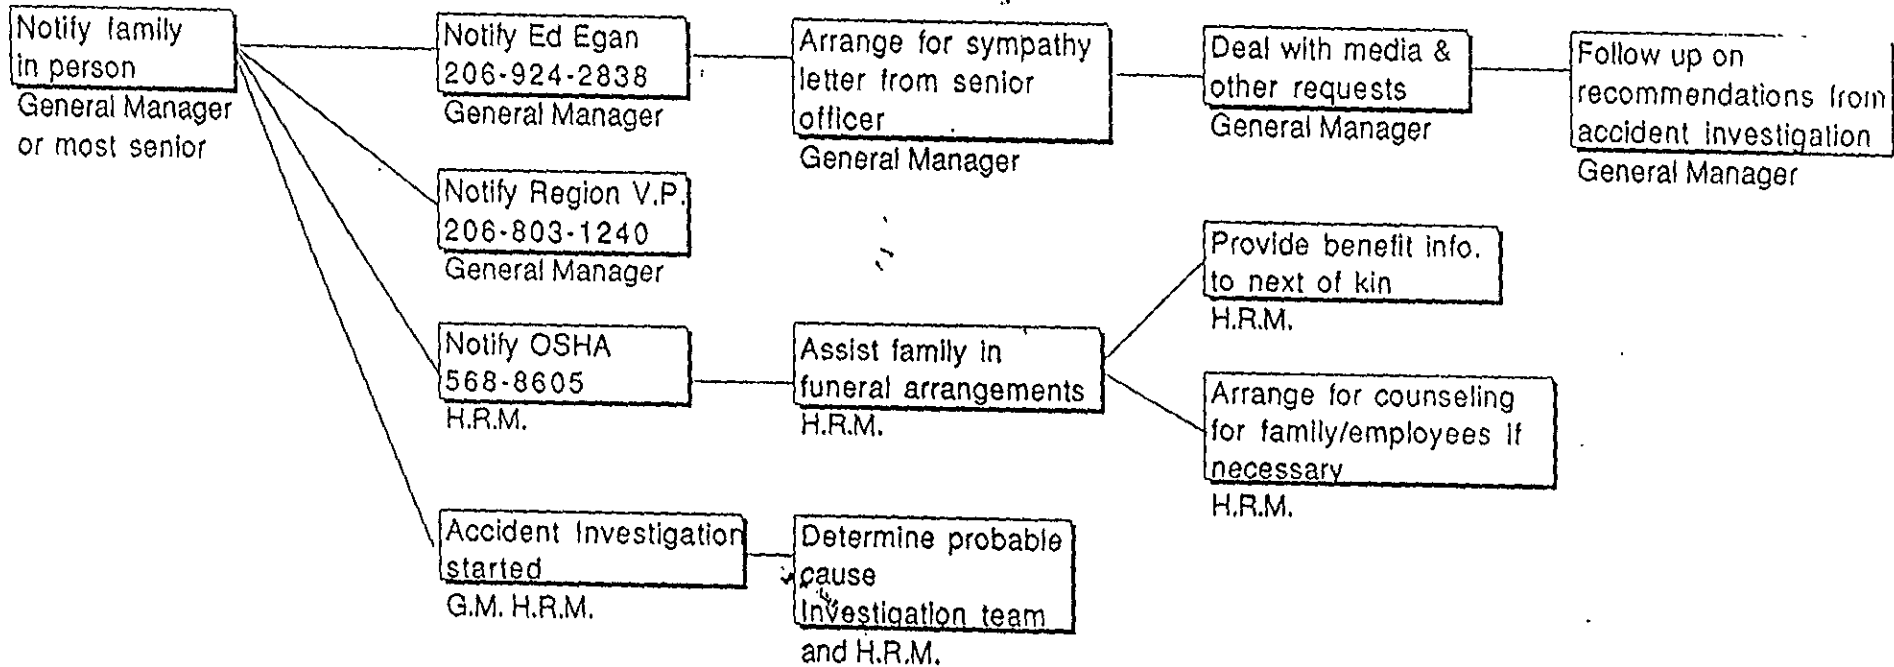 Notify family
in person
General Manager
or most senior
Notify Ed Egan
206-924-2838
General Manager
Arrange for sympathy
letter from senior
officer
General Manager
Deal with media &
other requests
General Manager
Follow up on
recommendations from
accident investigation
General Manager
Notify Region V.P.
206-803-1240
General Manager
Notify OSHA
568-8605
H.R.M.
Assist family in
funeral arrangements
H.R.M.
Provide benefit info.
to next of kin
H.R.M.
Arrange for counseling
for family/employees if
necessary
H.R.M.
Accident Investigation
started
G.M. H.R.M.
Determine probable
cause
Investigation team
and H.R.M.